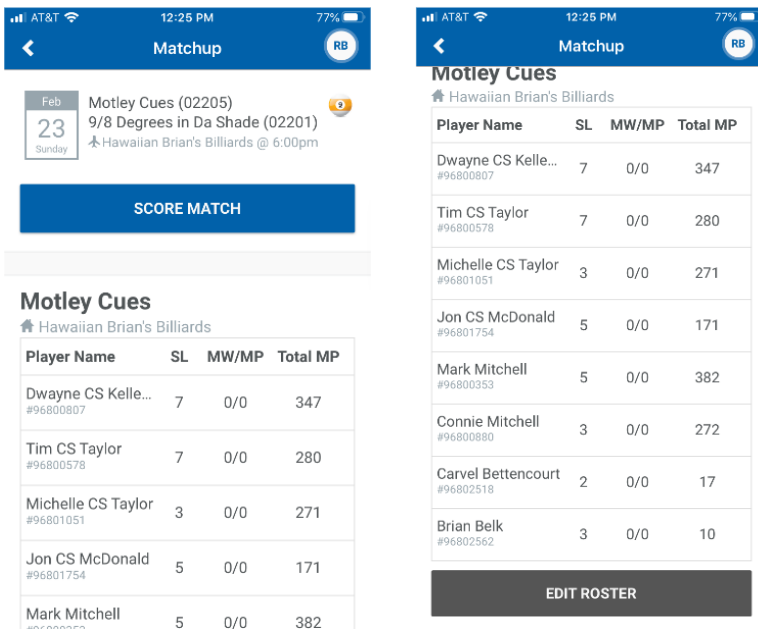 AT&T 12:25 PM 77%
Matchup RB
Feb
23
Sunday
Motley Cues (02205)
9/8 Degrees in Da Shade (02201)
Hawaiian Brian's Billiards @ 6:00pm
9
SCORE MATCH
Motley Cues
Hawaiian Brian's Billiards
Player Name SL MW/MP Total MP
Dwayne CS Kelle... 7 0/0 347
#96800807
Tim CS Taylor 7 0/0 280
#96800578
Michelle CS Taylor 3 0/0 271
#96801051
Jon CS McDonald 5 0/0 171
#96801754
Mark Mitchell 5 0/0 382
AT&T 12:25 PM 77%
Matchup RB
Motley Cues
Hawaiian Brian's Billiards
Player Name SL MW/MP Total MP
Dwayne CS Kelle... 7 0/0 347
#96800807
Tim CS Taylor 7 0/0 280
#96800578
Michelle CS Taylor 3 0/0 271
#96801051
Jon CS McDonald 5 0/0 171
#96801754
Mark Mitchell 5 0/0 382
#96800353
Connie Mitchell 3 0/0 272
#96800880
Carvel Bettencourt 2 0/0 17
#96802518
Brian Belk 3 0/0 10
#96802562
EDIT ROSTER